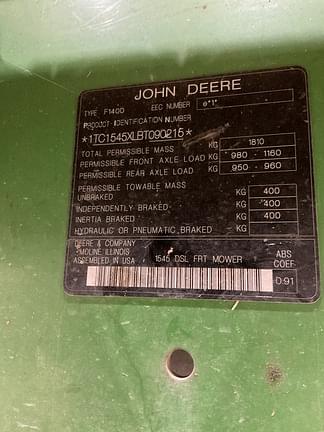 JOHN DEERE
TYPE F1400 EEC NUMBER e*1*
PRODUCT IDENTIFICATION NUMBER
*1TC1545XLBT090215*
TOTAL PERMISSIBLE MASS KG 1810
PERMISSIBLE FRONT AXLE LOAD KG 980 - 1160
PERMISSIBLE REAR AXLE LOAD KG 950 - 960
PERMISSIBLE TOWABLE MASS
UNBRAKED KG 400
INDEPENDENTLY BRAKED KG 400
INERTIA BRAKED KG 400
HYDRAULIC OR PNEUMATIC BRAKED KG
DEERE & COMPANY
MOLINE ILLINOIS
ASSEMBLED IN USA 1545 DSL FRT MOWER
ABS
COEF.
0.91